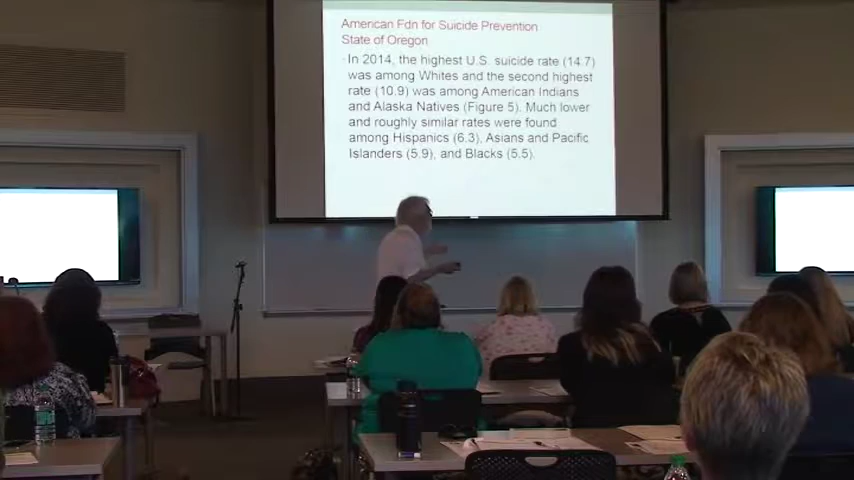 American Fdn for Suicide Prevention
State of Oregon
In 2014, the highest U.S. suicide rate (14.7)
was among Whites and the second highest
rate (10.9) was among American Indians
and Alaska Natives (Figure 5). Much lower
and roughly similar rates were found
among Hispanics (6.3), Asians and Pacific
Islanders (5.9), and Blacks (5.5).